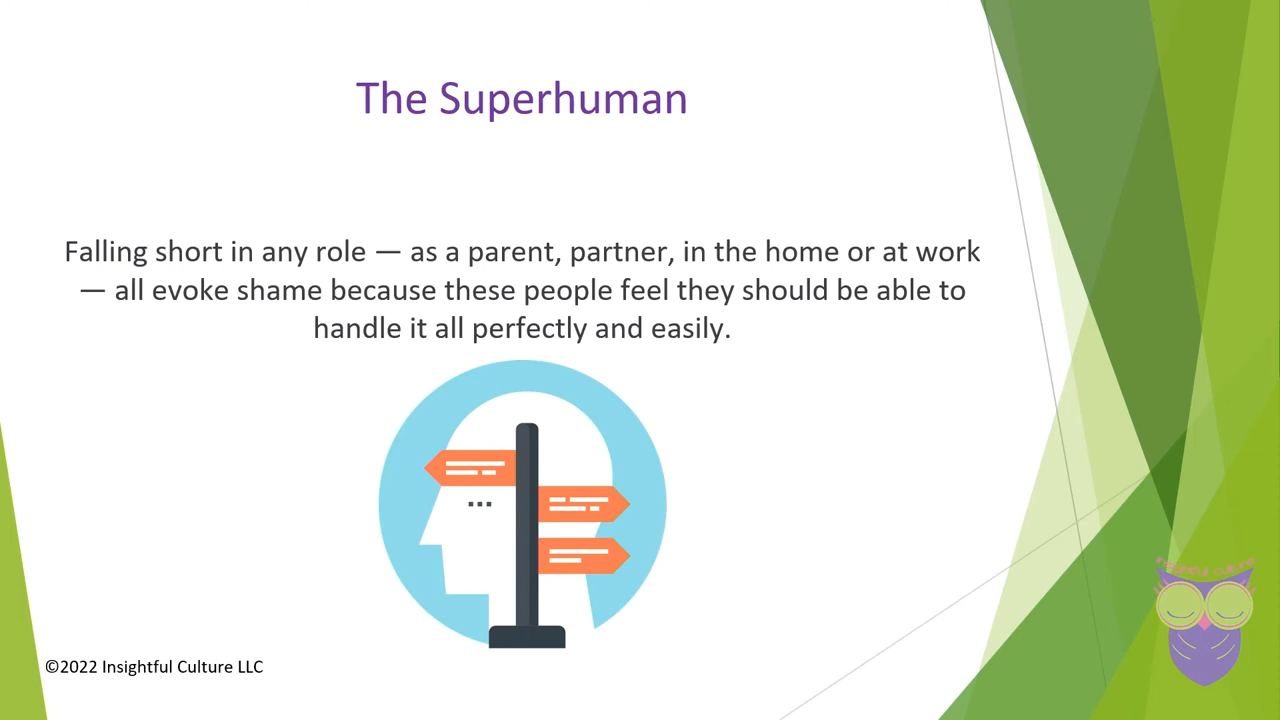 The Superhuman
Falling short in any role — as a parent, partner, in the home or at work
— all evoke shame because these people feel they should be able to
handle it all perfectly and easily.
©2022 Insightful Culture LLC
Insightful Culture